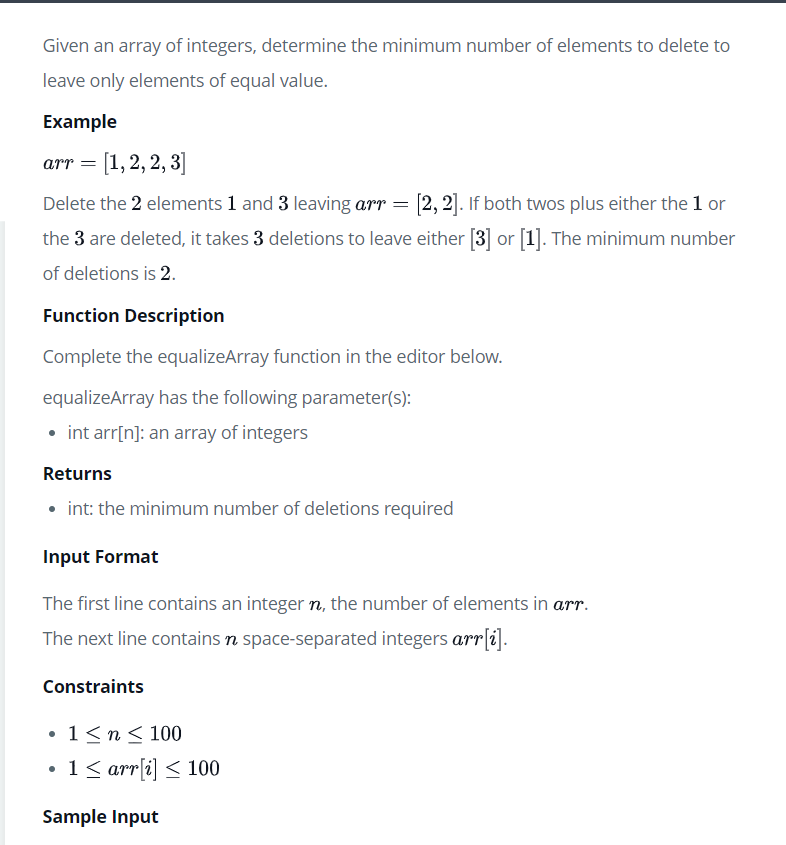 Given an array of integers, determine the minimum number of elements to delete to
leave only elements of equal value.
Example
arr = [1, 2, 2, 3]
Delete the 2 elements 1 and 3 leaving arr = [2, 2]. If both twos plus either the 1 or
the 3 are deleted, it takes 3 deletions to leave either [3] or [1]. The minimum number
of deletions is 2.
Function Description
Complete the equalizeArray function in the editor below.
equalizeArray has the following parameter(s):
• int arr[n]: an array of integers
Returns
• int: the minimum number of deletions required
Input Format
The first line contains an integer n, the number of elements in arr.
The next line contains n space-separated integers arr[i].
Constraints
• 1 ≤ n ≤ 100
• 1 ≤ arr[i] ≤ 100
Sample Input